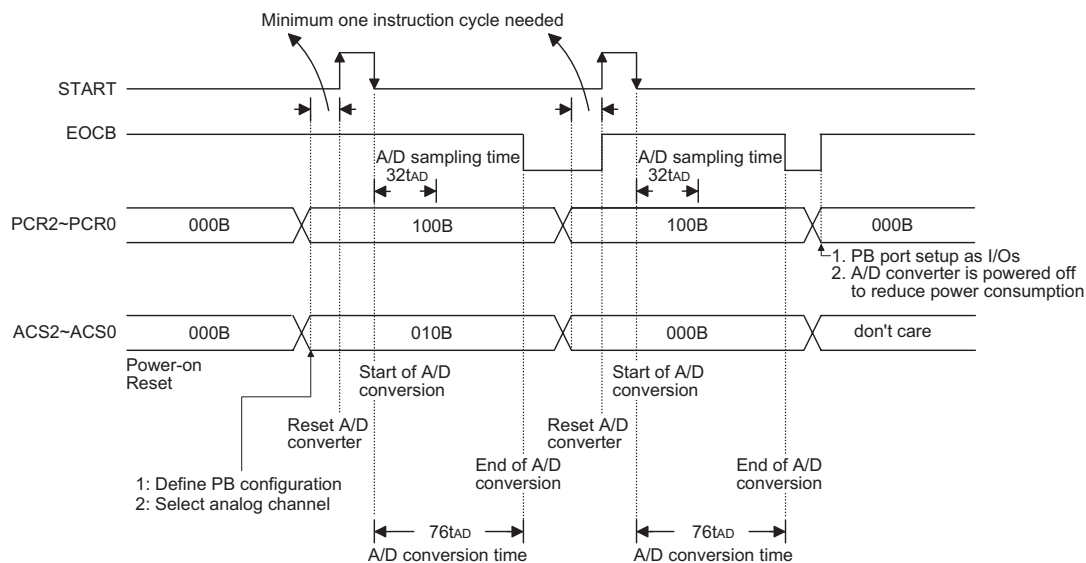 Minimum one instruction cycle needed
START
EOCB
A/D sampling time
32tAD
A/D sampling time
32tAD
PCR2~PCR0
000B
100B
100B
000B
1. PB port setup as I/Os
2. A/D converter is powered off
to reduce power consumption
ACS2~ACS0
000B
010B
000B
don't care
Power-on
Reset
Start of A/D
conversion
Start of A/D
conversion
Reset A/D
converter
Reset A/D
converter
1: Define PB configuration
2: Select analog channel
End of A/D
conversion
End of A/D
conversion
76tAD
A/D conversion time
76tAD
A/D conversion time